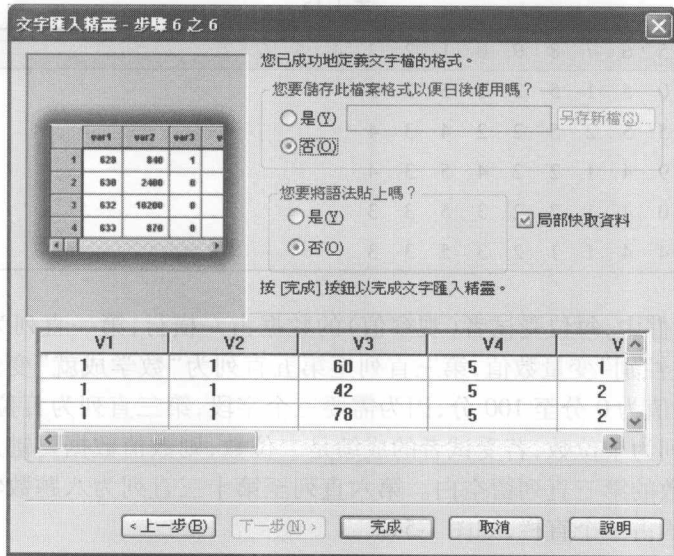 文字匯入精靈 - 步驟 6 之 6
您已成功地定義文字檔的格式。
您要儲存此檔案格式以便日後使用嗎？
是(Y)
另存新檔(S)...
否(O)
var1 var2 var3 v
1 628 840 1
2 630 2400 0
3 632 10200 0
4 633 870 0
您要將語法貼上嗎？
是(Y)
局部快取資料
否(O)
按 [完成] 按鈕以完成文字匯入精靈。
V1 V2 V3 V4 V
1 1 60 5 1
1 1 42 5 2
1 1 78 5 2
<上一步(B)
下一步(N)>
完成
取消
說明